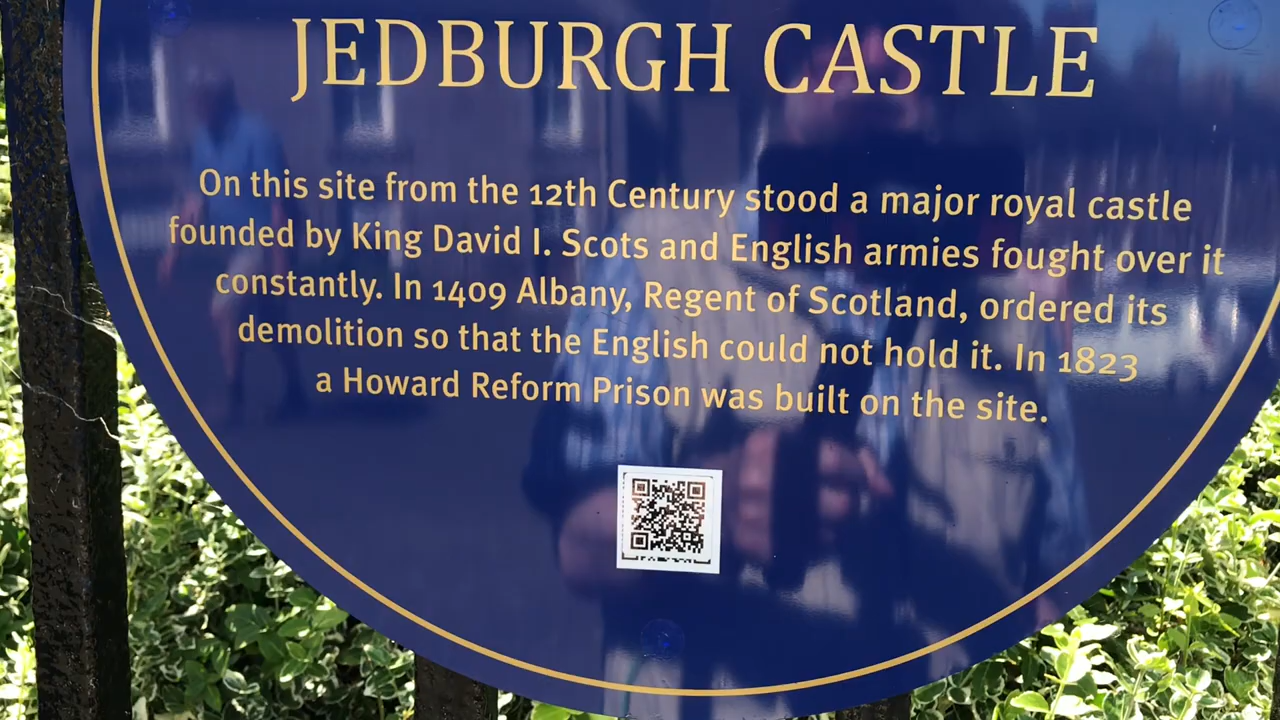 JEDBURGH CASTLE
On this site from the 12th Century stood a major royal castle
founded by King David I. Scots and English armies fought over it
constantly. In 1409 Albany, Regent of Scotland, ordered its
demolition so that the English could not hold it. In 1823
a Howard Reform Prison was built on the site.